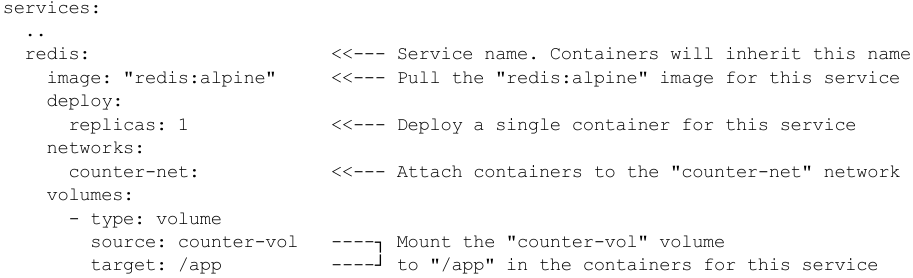 services:
  ..
  redis:                      <<--- Service name. Containers will inherit this name
    image: "redis:alpine"     <<--- Pull the "redis:alpine" image for this service
    deploy:
      replicas: 1             <<--- Deploy a single container for this service
    networks:
      counter-net:            <<--- Attach containers to the "counter-net" network
    volumes:
      - type: volume
        source: counter-vol   ----┐ Mount the "counter-vol" volume
        target: /app          ----┘ to "/app" in the containers for this service